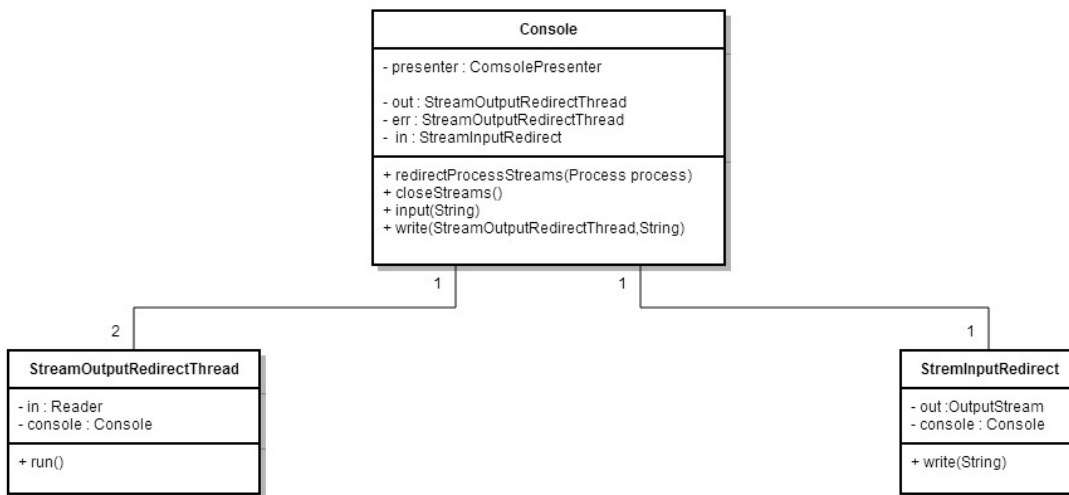 Console
- presenter : ComsolePresenter
- out : StreamOutputRedirectThread
- err : StreamOutputRedirectThread
- in : StreamInputRedirect
+ redirectProcessStreams(Process process)
+ closeStreams()
+ input(String)
+ write(StreamOutputRedirectThread,String)
1
1
2
1
StreamOutputRedirectThread
- in : Reader
- console : Console
+ run()
StremInputRedirect
- out :OutputStream
- console : Console
+ write(String)